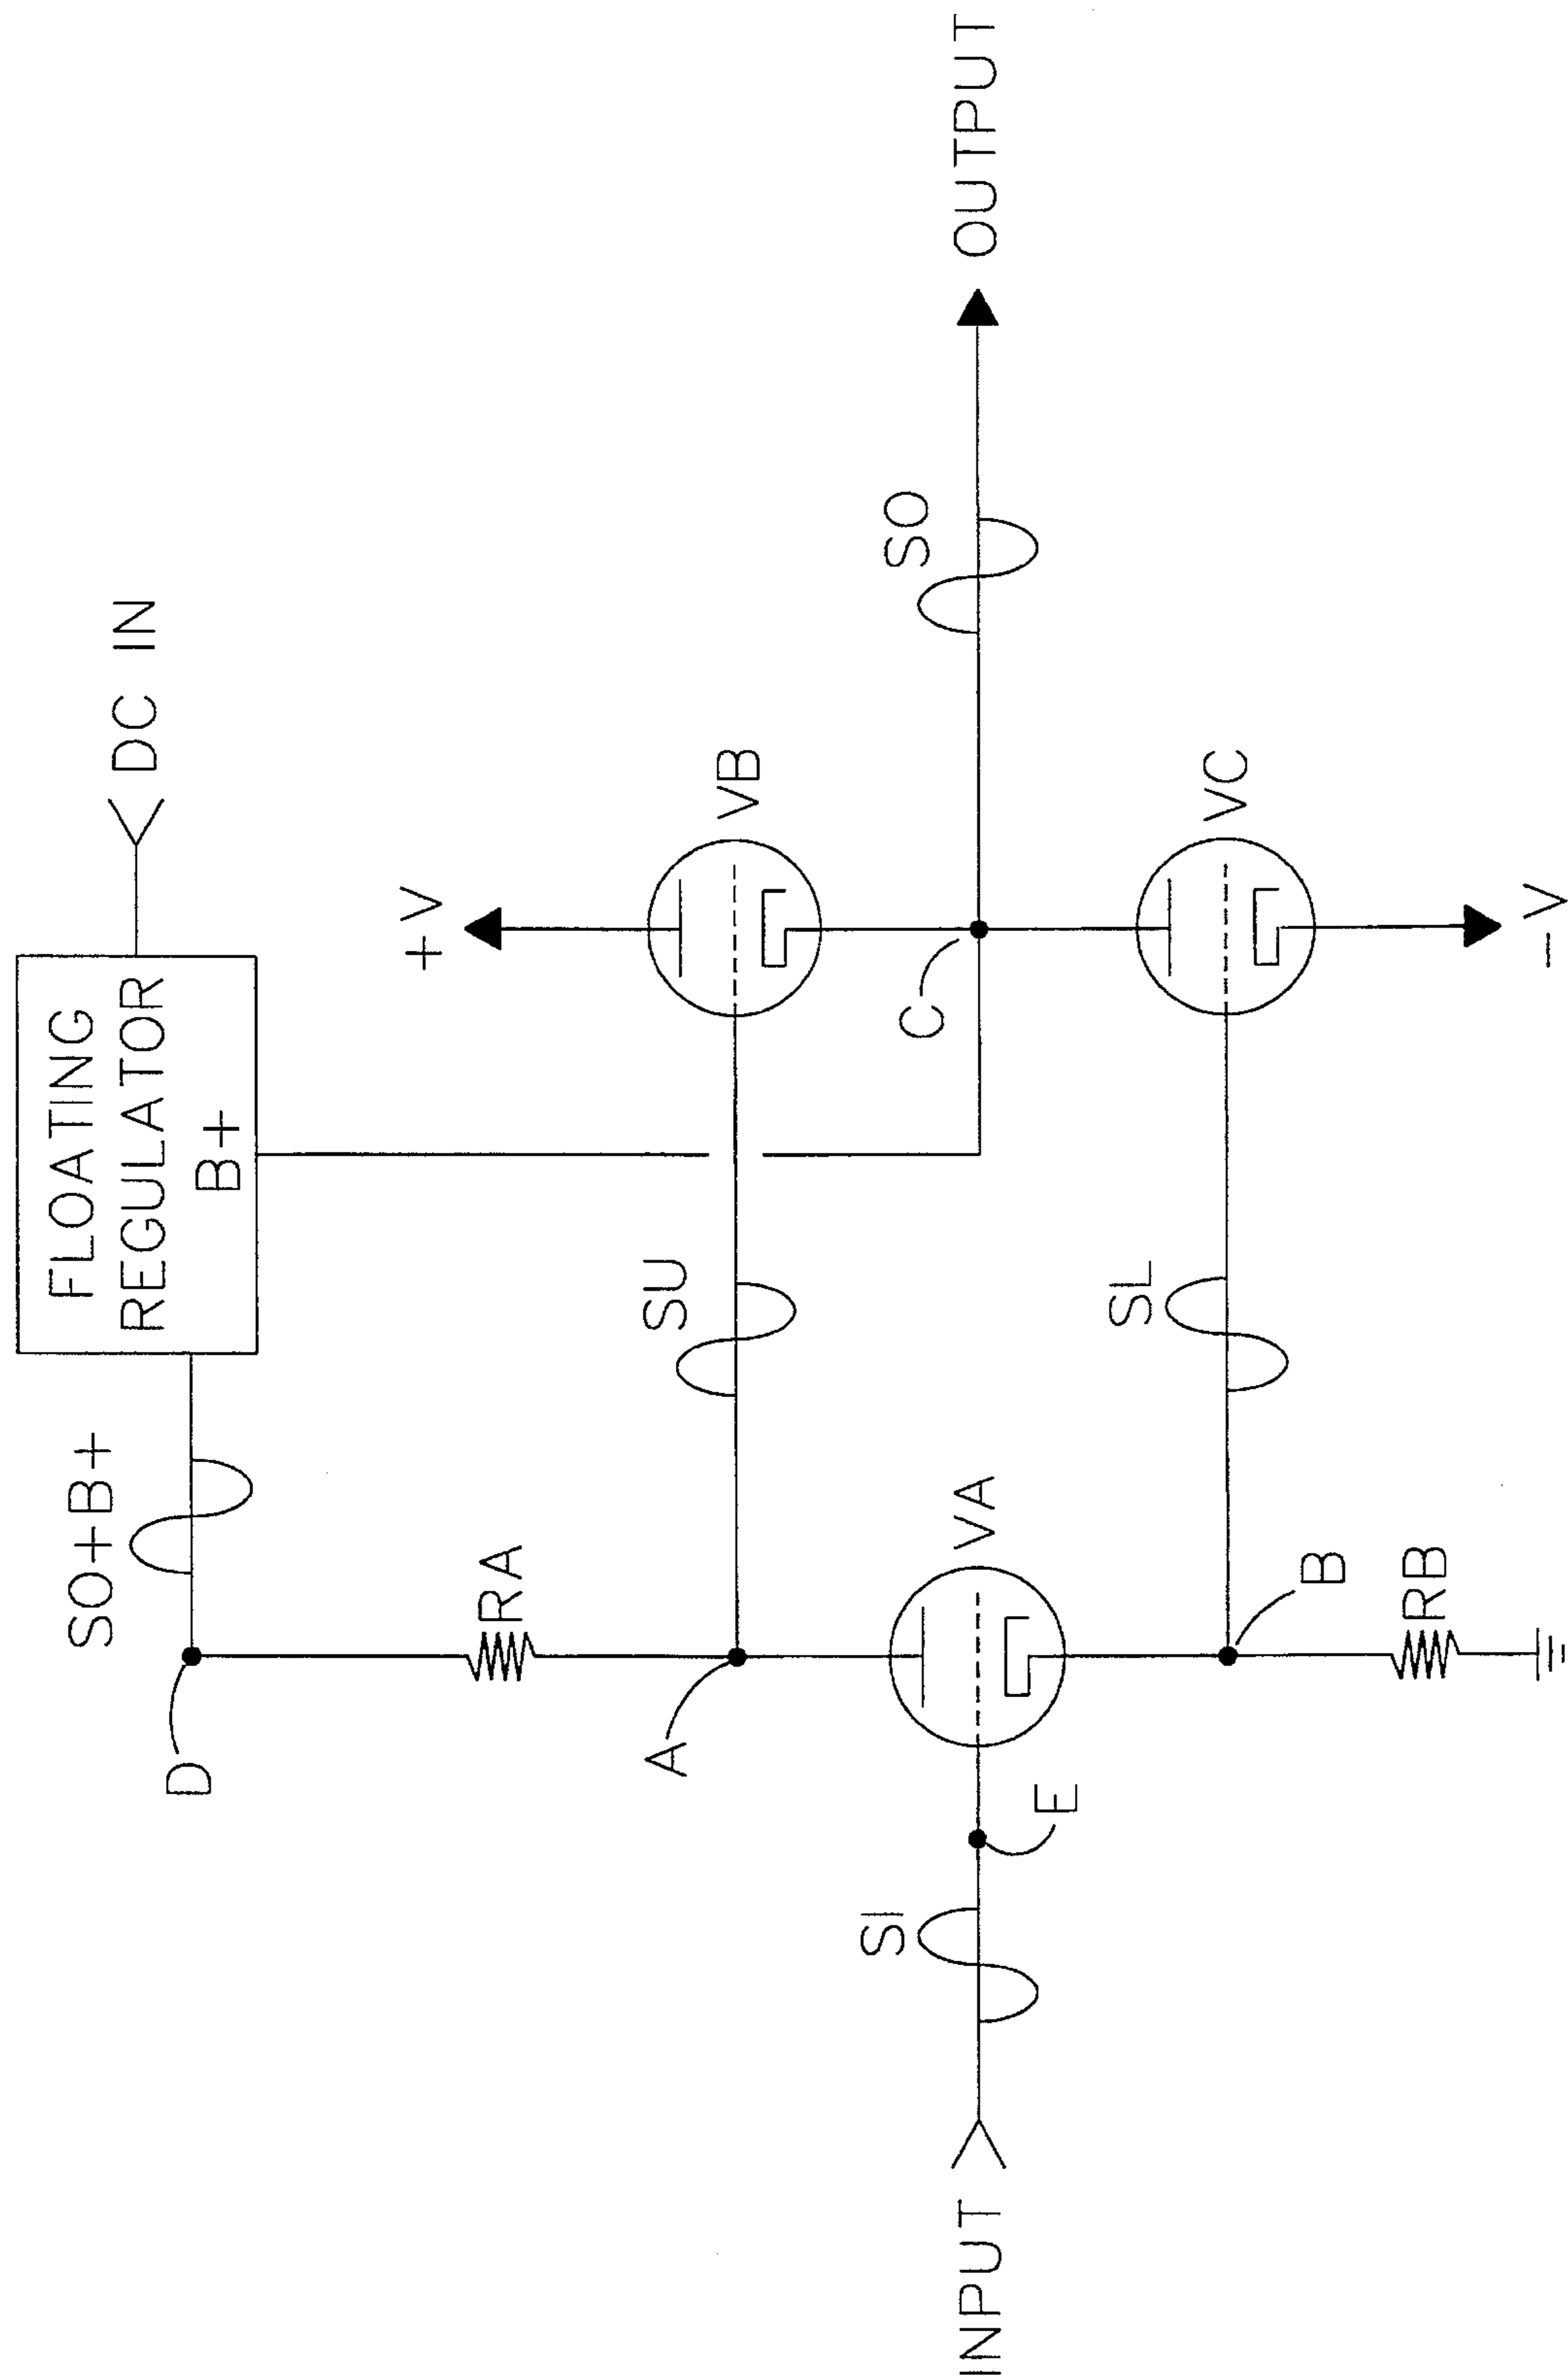 FLOATING
REGULATOR
B+
DC IN
SO+B+
D
RA
+V
SU
VB
A
SI
INPUT
E
VA
C
SO
OUTPUT
B
SL
VC
RB
-V